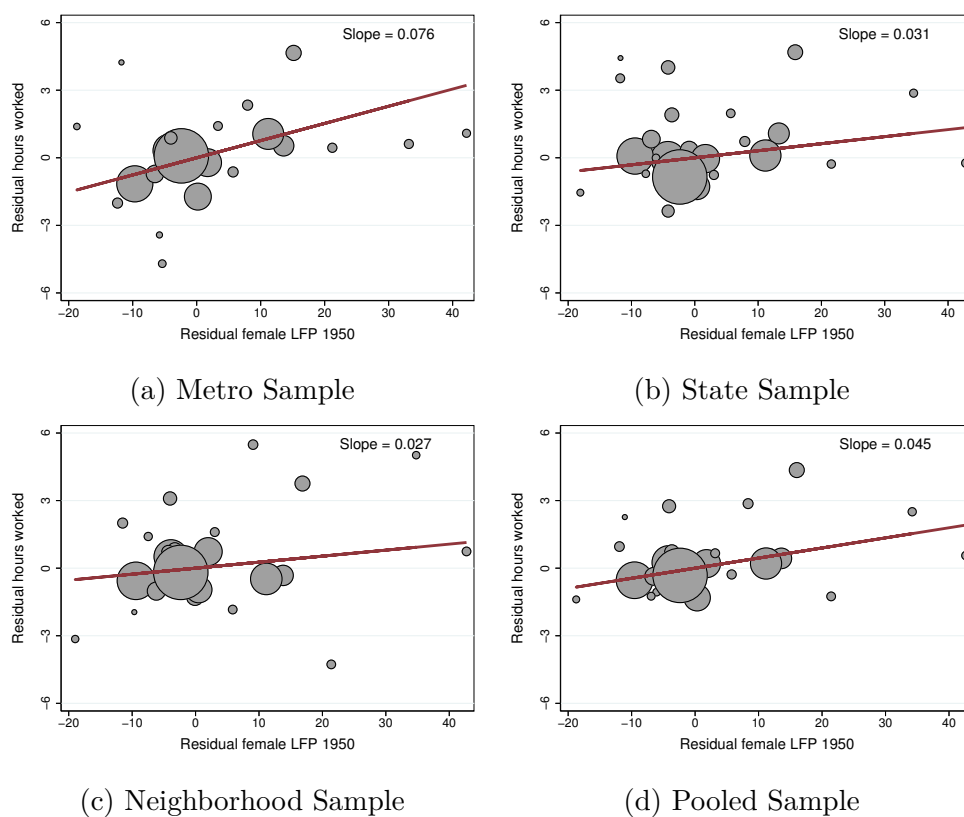 Slope = 0.076
Residual hours worked
6
3
0
−3
−6
−20 −10 0 10 20 30 40
Residual female LFP 1950
(a) Metro Sample
Slope = 0.031
Residual hours worked
6
3
0
−3
−6
−20 −10 0 10 20 30 40
Residual female LFP 1950
(b) State Sample
Slope = 0.027
Residual hours worked
6
3
0
−3
−6
−20 −10 0 10 20 30 40
Residual female LFP 1950
(c) Neighborhood Sample
Slope = 0.045
Residual hours worked
6
3
0
−3
−6
−20 −10 0 10 20 30 40
Residual female LFP 1950
(d) Pooled Sample